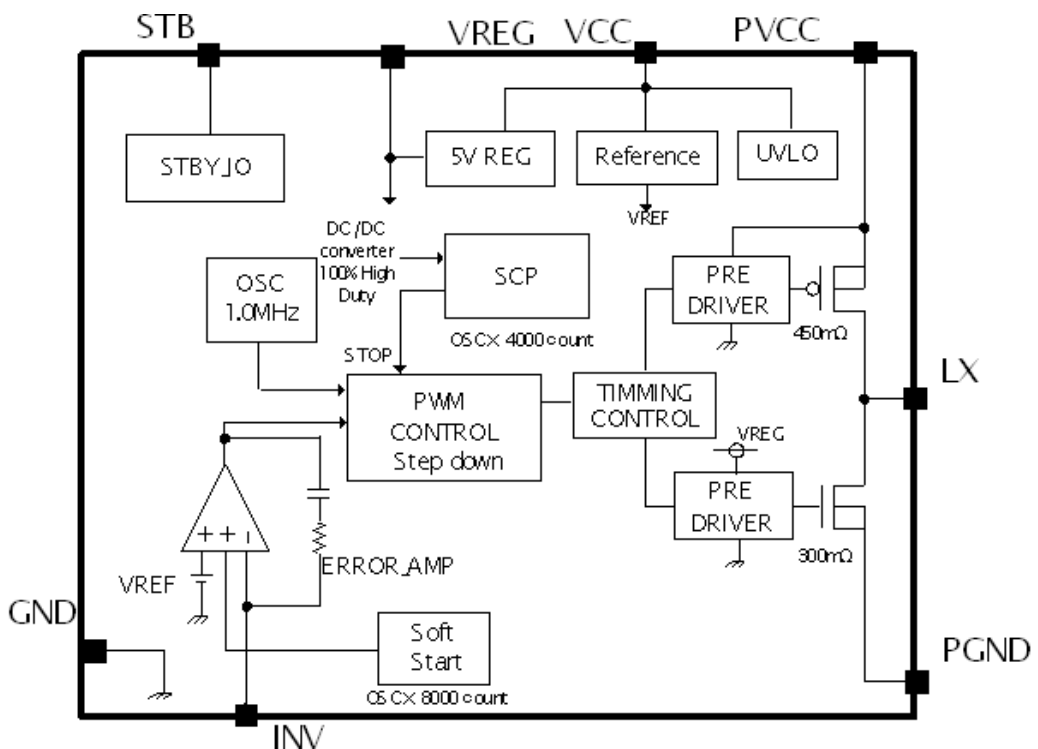 STB
VREG
VCC
PVCC
STBY_IO
5V REG
Reference
UVLO
VREF
DC/DC
converter
100% High
Duty
SCP
OSC
1.0MHz
PRE
DRIVER
OSC× 4000 count
450mΩ
STOP
LX
PWM
CONTROL
Step down
TIMMING
CONTROL
VREG
PRE
DRIVER
++-
300mΩ
ERROR_AMP
VREF
GND
Soft
Start
PGND
OSC× 8000 count
INV